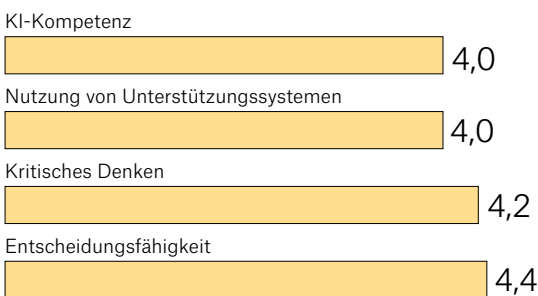 KI-Kompetenz
4,0
Nutzung von Unterstützungssystemen
4,0
Kritisches Denken
4,2
Entscheidungsfähigkeit
4,4